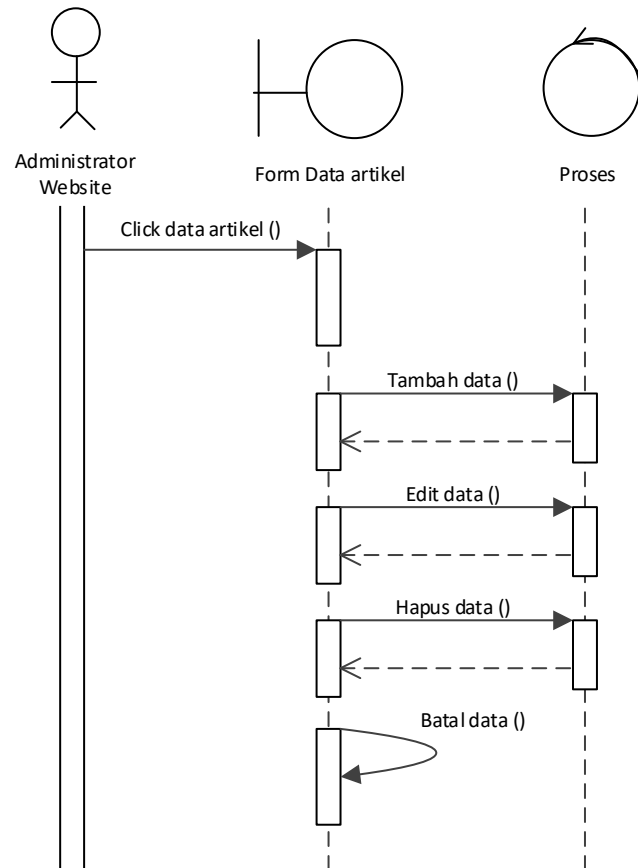 Administrator
Website
Form Data artikel
Proses
Click data artikel ()
Tambah data ()
Edit data ()
Hapus data ()
Batal data ()